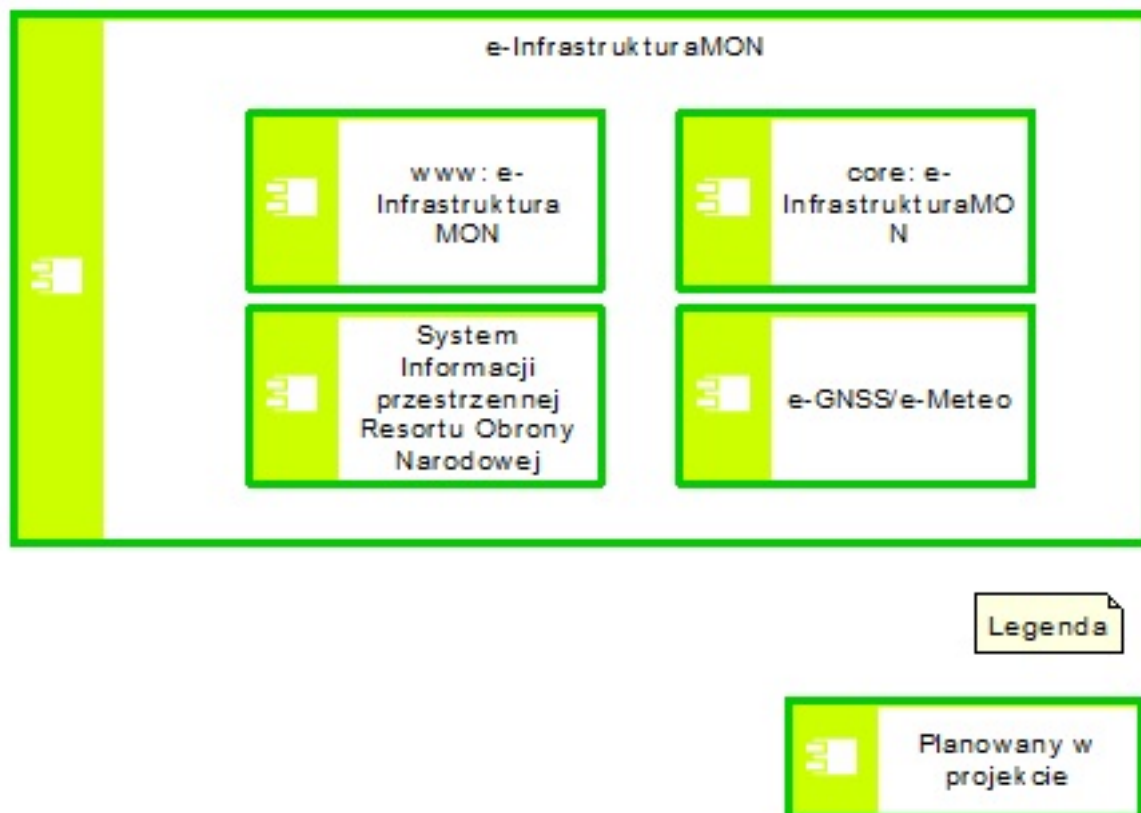 e-InfrastrukturaMON
www: e-
Infrastruktura
MON
core: e-
InfrastrukturaMO
N
System
Informacji
przestrzennej
Resortu Obrony
Narodowej
e-GNSS/e-Meteo
Legenda
Planowany w
projekcie